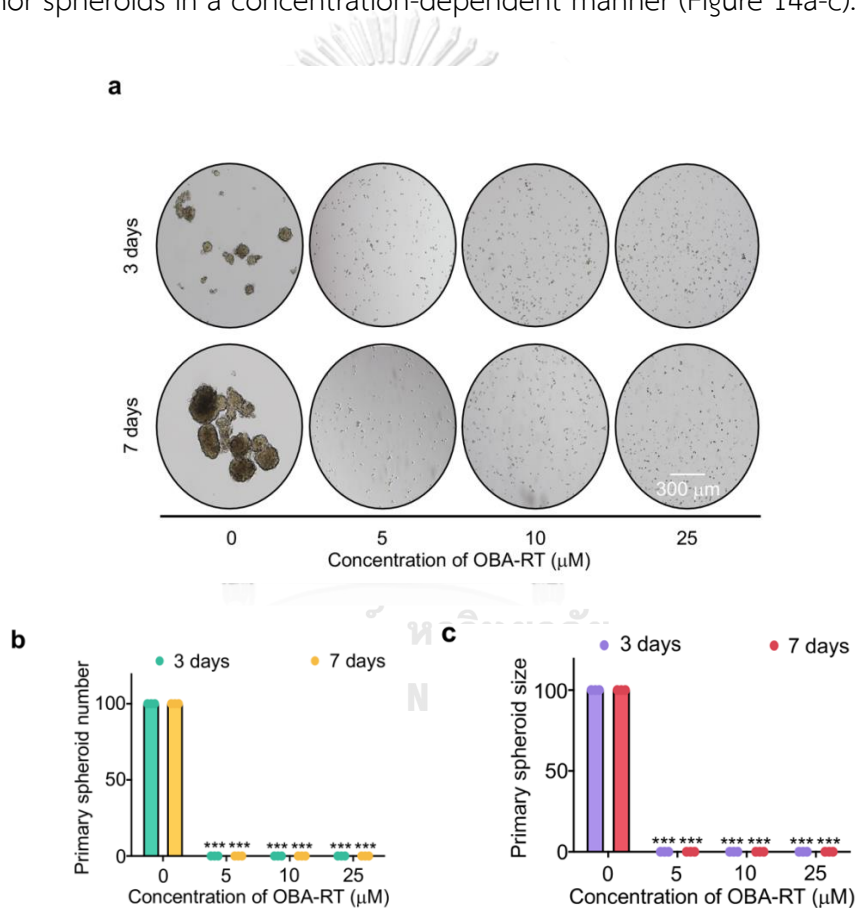 nor spheroids in a concentration-dependent manner (Figure 14a-c).
a
3 days
7 days
300 μm
0 5 10 25
Concentration of OBA-RT (μM)
b
3 days 7 days
Primary spheroid number
100
50
0
*** *** *** *** *** ***
0 5 10 25
Concentration of OBA-RT (μM)
c
3 days 7 days
Primary spheroid size
100
50
0
*** *** *** *** *** ***
0 5 10 25
Concentration of OBA-RT (μM)
N